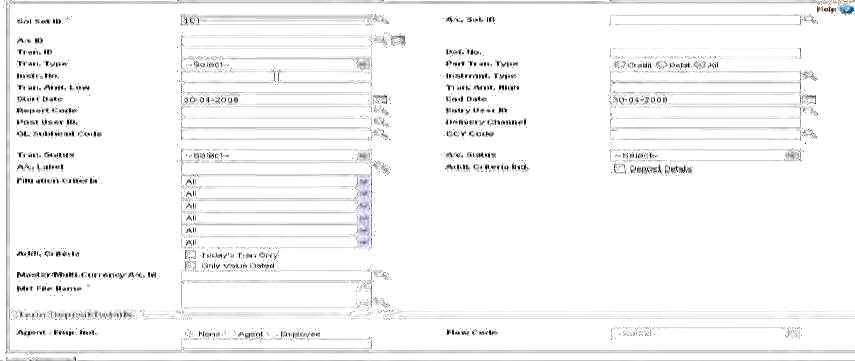 Help
Sol Set ID * 101 A/c. Set ID
A/c ID
Tran. ID Ref. No.
Tran. Type --Select-- Part Tran. Type Credit Debit All
Instr. No. Instrmnt. Type
Tran. Amt. Low Tran. Amt. High
Start Date 30-04-2008 End Date 30-04-2008
Report Code Entry User ID
Post User ID. Delivery Channel
GL Subhead Code CCY Code
Tran. Status --Select-- A/c. Status --Select--
A/c. Label Addl. Criteria Ind. Deposit Details
Filtration Criteria All
All
All
All
All
All
Addl. Criteria Today's Tran Only
Only Value Dated
Master/Multi-Currency A/c. Id.
Mrt File Name *
Term Deposit Details
Agent / Emp. Ind. None Agent Employee Flow Code --Select--